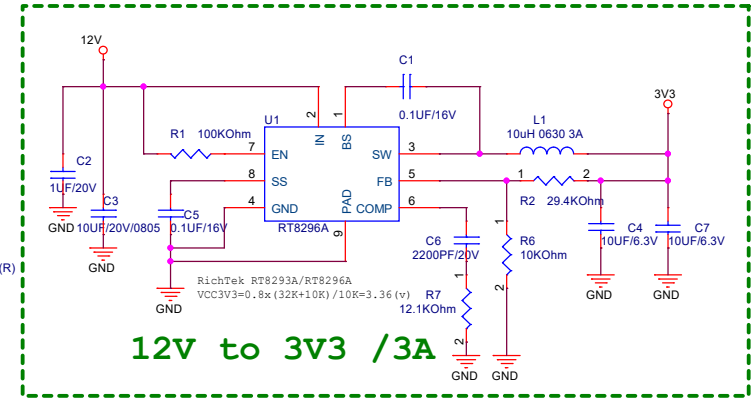 12V
C1
0.1UF/16V
3V3
U1
L1
10uH 0630 3A
R1 100KOhm
2
1
IN
BS
7
EN
SW
3
C2
1UF/20V
8
SS
FB
5
1
2
R2 29.4KOhm
4
GND
PAD
COMP
6
RT8296A
9
C3
10UF/20V/0805
C5
0.1UF/16V
C6
2200PF/20V
R6
10KOhm
1
2
C4
10UF/6.3V
C7
10UF/6.3V
GND
GND
(R)
RichTek RT8293A/RT8296A
VCC3V3=0.8x(32K+10K)/10K=3.36(v)
1
R7
12.1KOhm
2
GND
GND
GND
GND
GND
GND
12V to 3V3 /3A